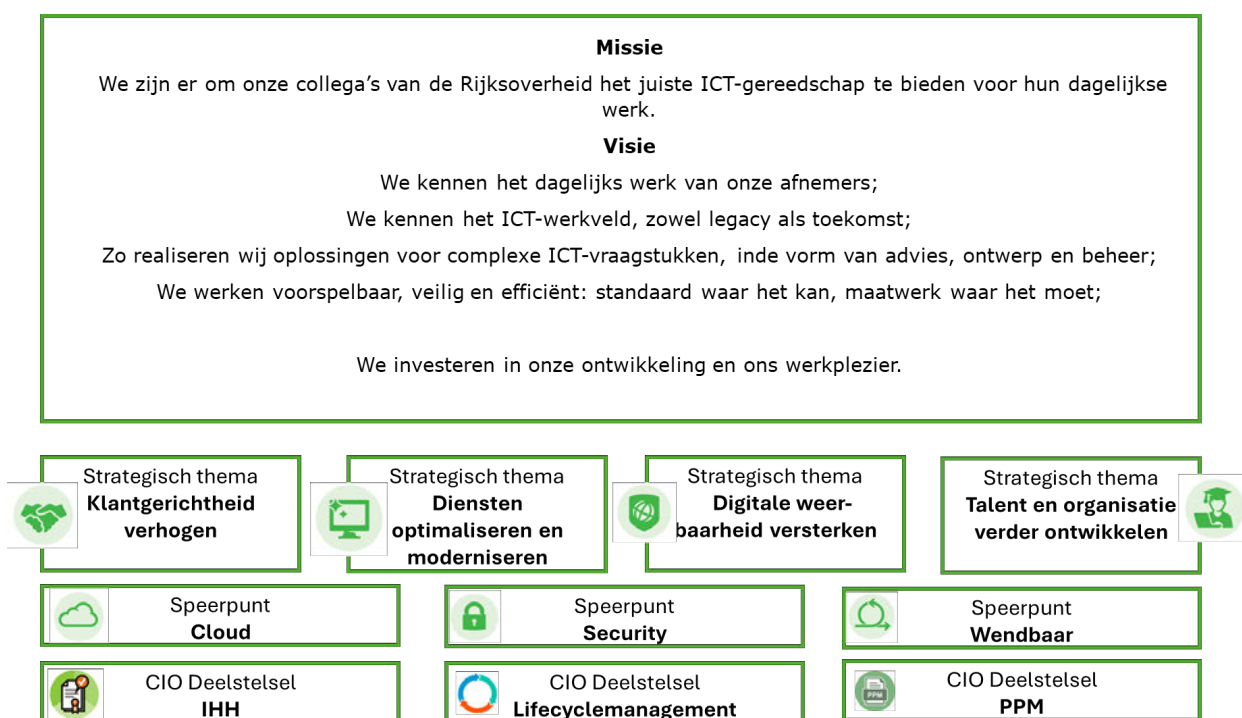 Missie
We zijn er om onze collega's van de Rijksoverheid het juiste ICT-gereedschap te bieden voor hun dagelijkse
werk.
Visie
We kennen het dagelijks werk van onze afnemers;
We kennen het ICT-werkveld, zowel legacy als toekomst;
Zo realiseren wij oplossingen voor complexe ICT-vraagstukken, inde vorm van advies, ontwerp en beheer;
We werken voorspelbaar, veilig en efficiënt: standaard waar het kan, maatwerk waar het moet;
We investeren in onze ontwikkeling en ons werkplezier.
Strategisch thema
Klantgerichtheid
verhogen
Strategisch thema
Diensten
optimaliseren en
moderniseren
Strategisch thema
Digitale weer-
baarheid versterken
Strategisch thema
Talent en organisatie
verder ontwikkelen
Speerpunt
Cloud
Speerpunt
Security
Speerpunt
Wendbaar
CIO Deelstelsel
IHH
CIO Deelstelsel
Lifecyclemanagement
PPM
CIO Deelstelsel
PPM